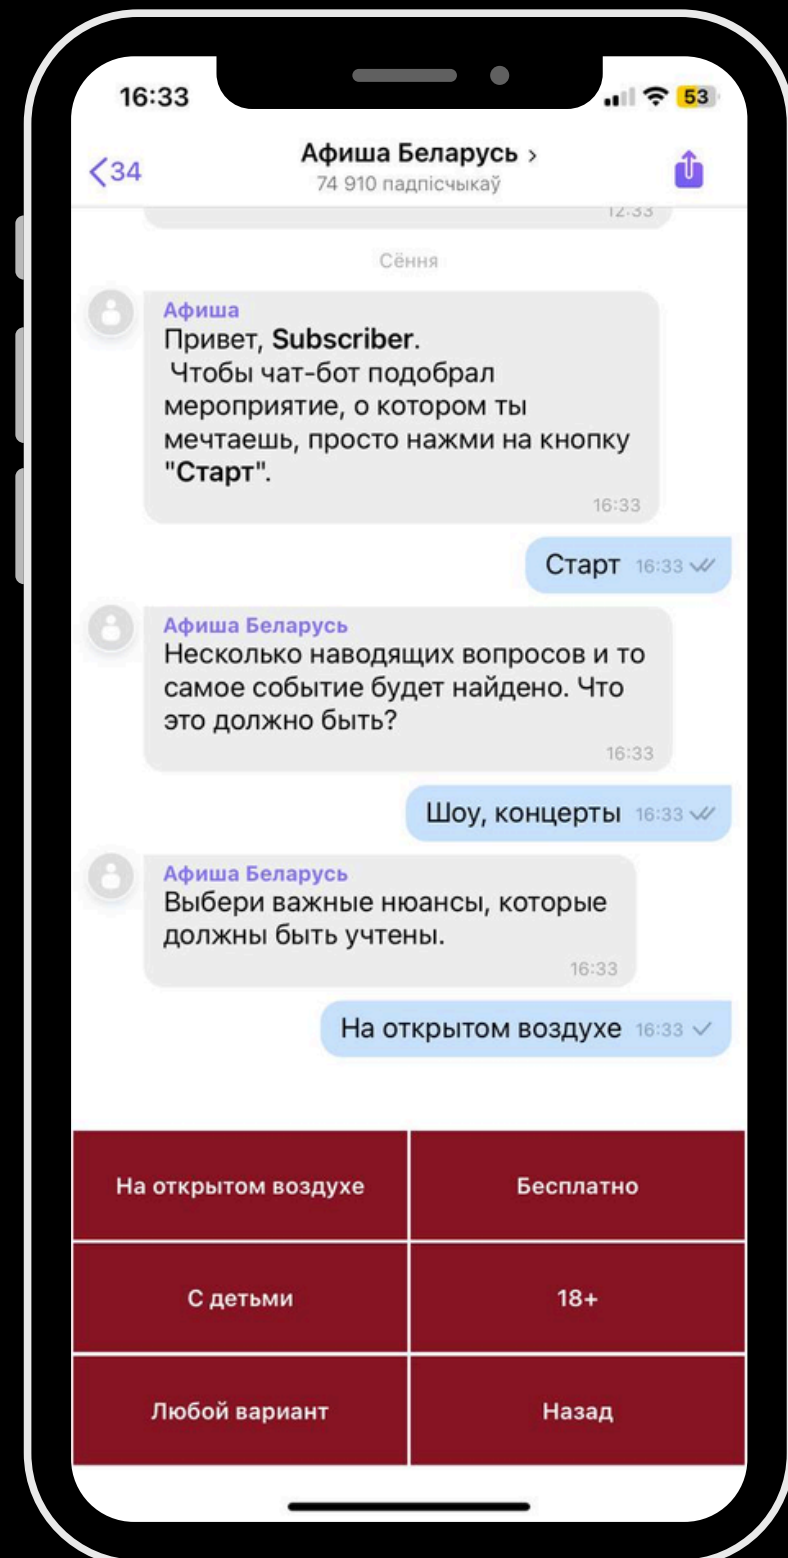 16:33
53
34
Афиша Беларусь >
74 910 падпісчыкаў
12:33
Сёння
Афиша
Привет, Subscriber.
Чтобы чат-бот подобрал
мероприятие, о котором ты
мечтаешь, просто нажми на кнопку
"Старт".
16:33
Старт 16:33
Афиша Беларусь
Несколько наводящих вопросов и то
самое событие будет найдено. Что
это должно быть?
16:33
Шоу, концерты 16:33
Афиша Беларусь
Выбери важные нюансы, которые
должны быть учтены.
16:33
На открытом воздухе 16:33
На открытом воздухе
Бесплатно
С детьми
18+
Любой вариант
Назад